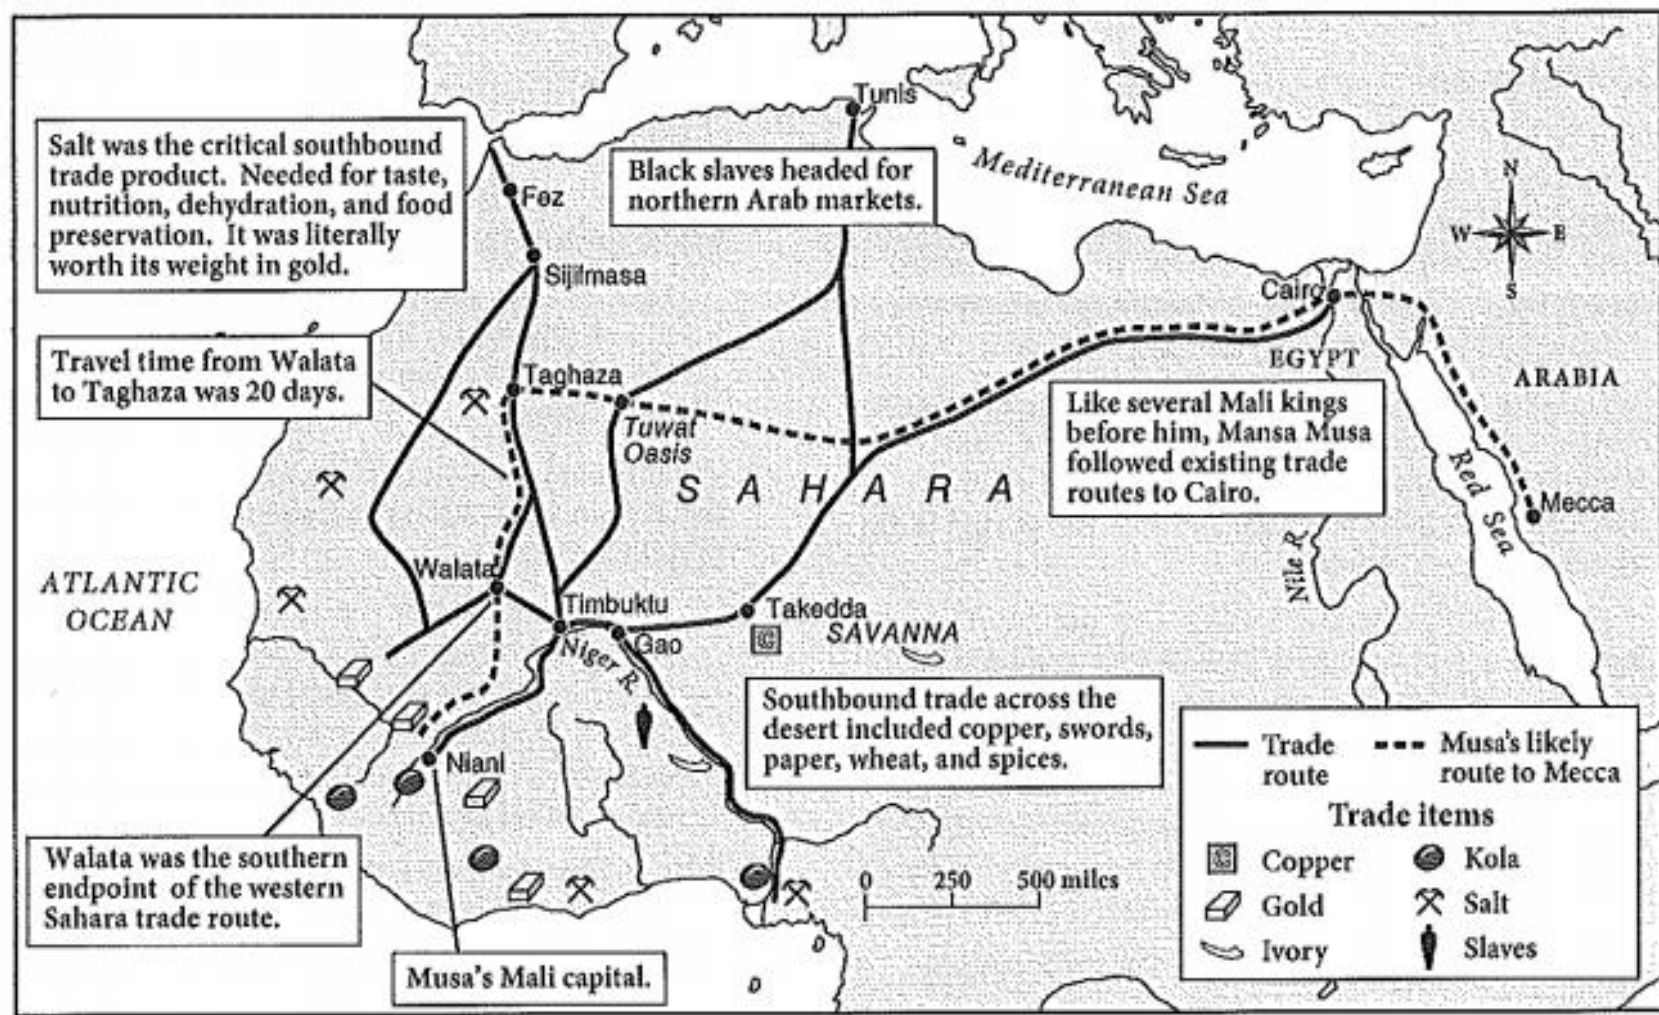 Tunis
Salt was the critical southbound
trade product. Needed for taste,
nutrition, dehydration, and food
preservation. It was literally
worth its weight in gold.
Black slaves headed for
northern Arab markets.
Mediterranean Sea
N
W
E
S
Fez
Sijilmasa
Cairo
EGYPT
ARABIA
Travel time from Walata
to Taghaza was 20 days.
Taghaza
Tuwat
Oasis
SAHARA
Like several Mali kings
before him, Mansa Musa
followed existing trade
routes to Cairo.
Red Sea
Mecca
Nile R.
ATLANTIC
OCEAN
Walata
Timbuktu
Niger R.
Gao
Takedda
C
SAVANNA
Southbound trade across the
desert included copper, swords,
paper, wheat, and spices.
Niani
Walata was the southern
endpoint of the western
Sahara trade route.
Musa's Mali capital.
0 250 500 miles
Trade
route
Musa's likely
route to Mecca
Trade items
C
Copper
Kola
Gold
Salt
Ivory
Slaves